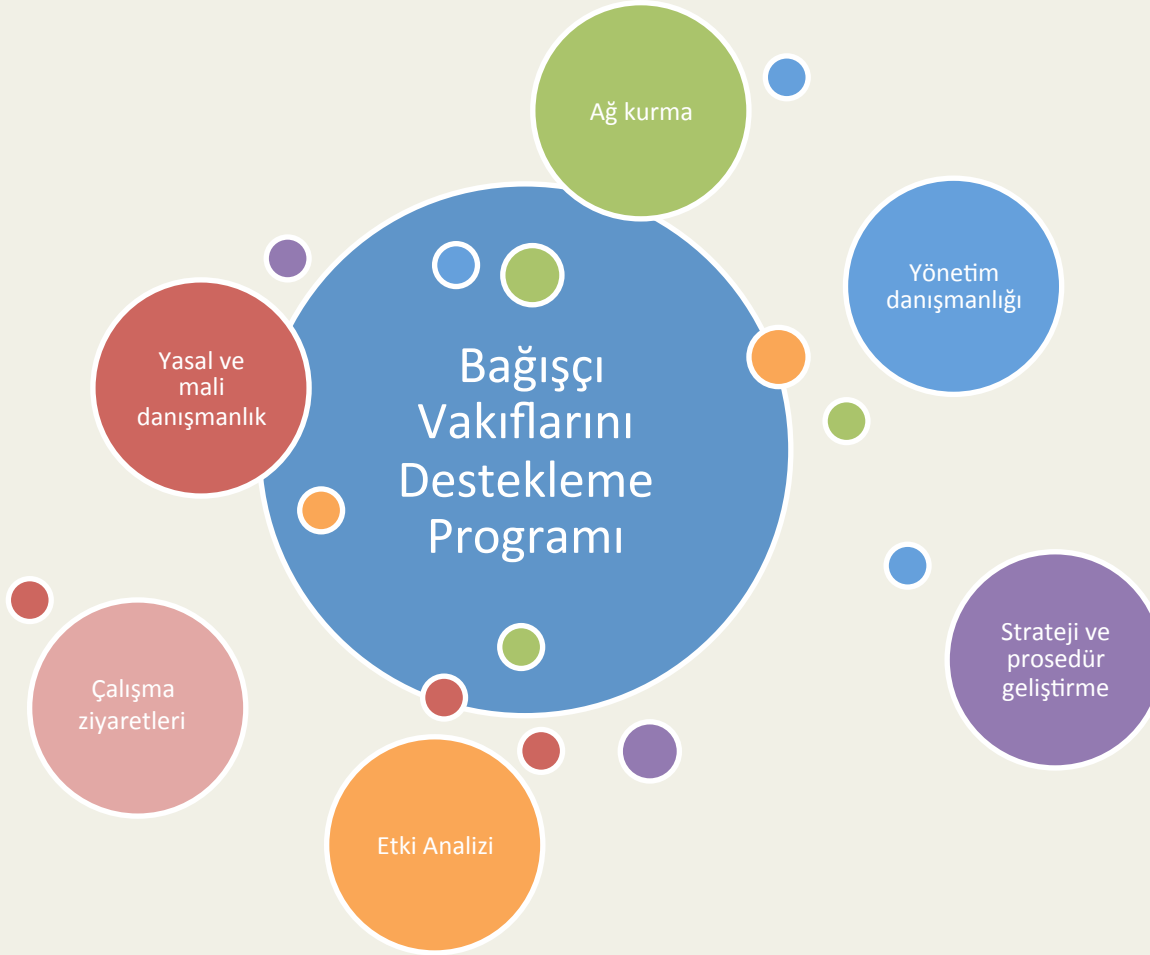 Ağ kurma
Yönetim
danışmanlığı
Yasal ve
mali
danışmanlık
Bağışçı
Vakıflarını
Destekleme
Programı
Strateji ve
prosedür
geliştirme
Çalışma
ziyaretleri
Etki Analizi